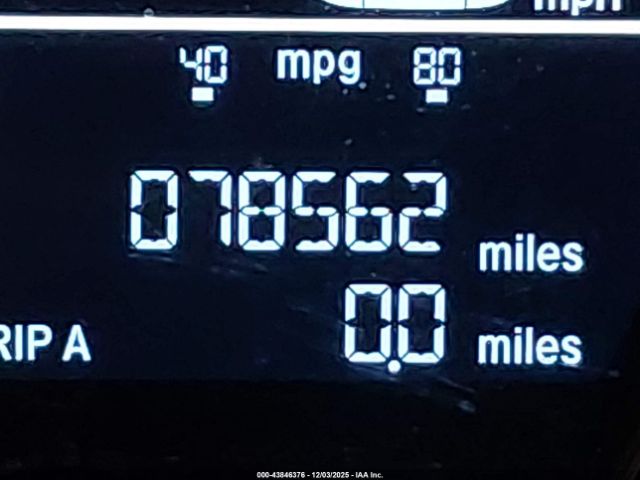 mph
40 mpg 80
078562 miles
RIP A 0.0 miles
000-43846376 - 12/03/2025 - IAA Inc.